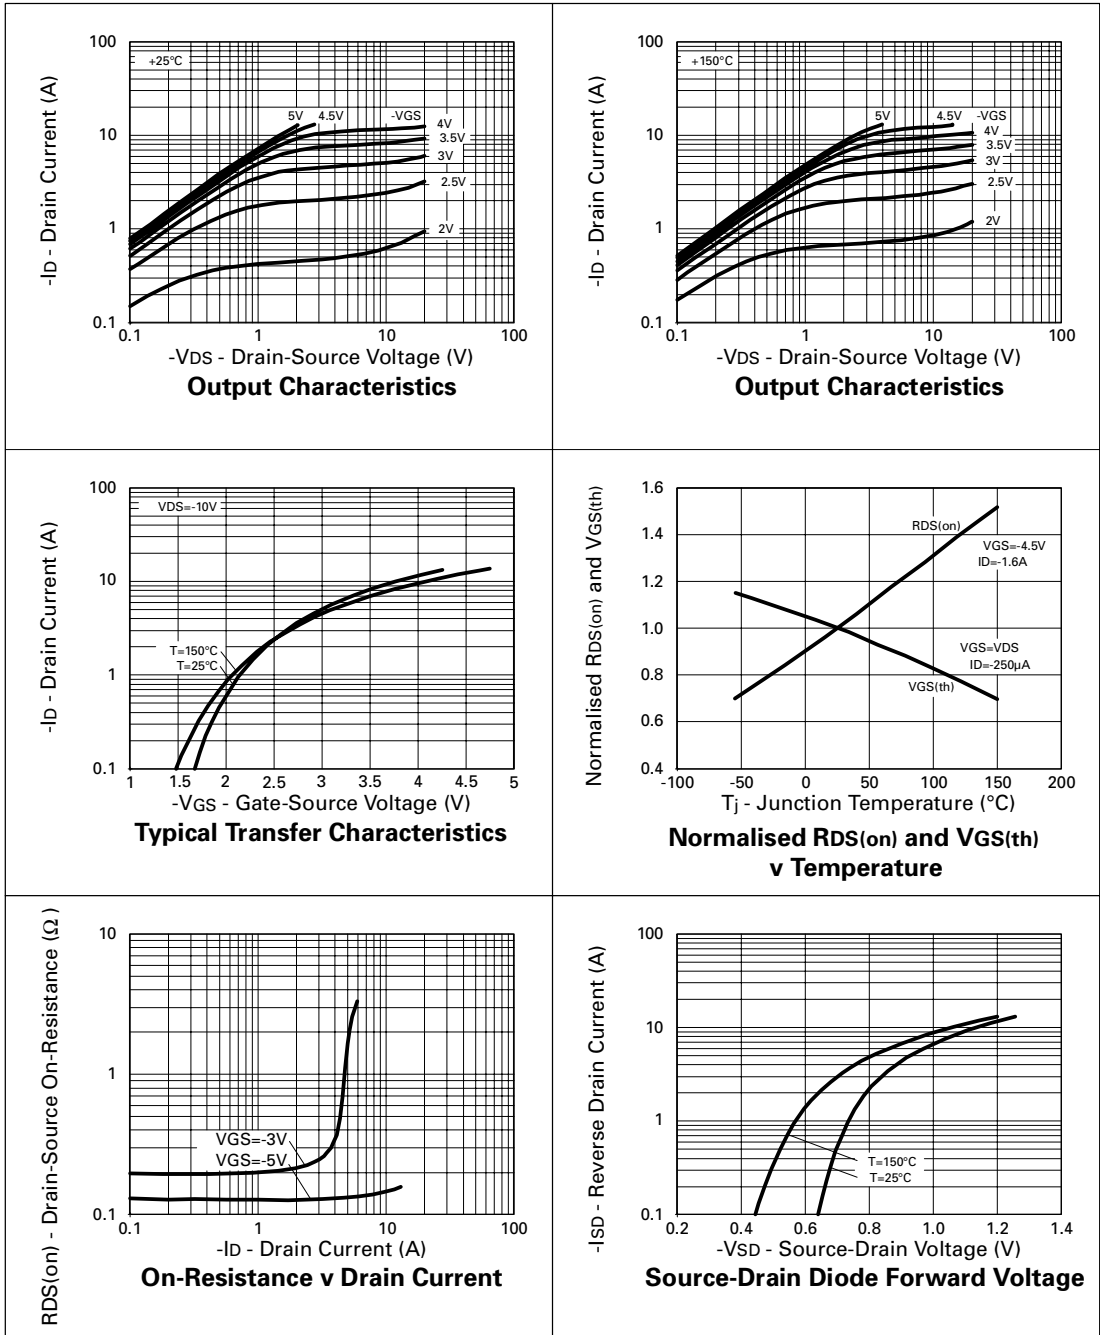 100
10
1
0.1
-ID - Drain Current (A)
+25°C
5V 4.5V -VGS
4V
3.5V
3V
2.5V
2V
0.1 1 10 100
-VDS - Drain-Source Voltage (V)
Output Characteristics
100
10
1
0.1
-ID - Drain Current (A)
+150°C
5V 4.5V -VGS
4V
3.5V
3V
2.5V
2V
0.1 1 10 100
-VDS - Drain-Source Voltage (V)
Output Characteristics
100
10
1
0.1
-ID - Drain Current (A)
VDS=-10V
T=150°C
T=25°C
1 1.5 2 2.5 3 3.5 4 4.5 5
-VGS - Gate-Source Voltage (V)
Typical Transfer Characteristics
1.6
1.4
1.2
1.0
0.8
0.6
0.4
Normalised RDS(on) and VGS(th)
RDS(on)
VGS=-4.5V
ID=-1.6A
VGS=VDS
ID=-250µA
VGS(th)
-100 -50 0 50 100 150 200
Tj - Junction Temperature (°C)
Normalised RDS(on) and VGS(th)
v Temperature
10
1
0.1
RDS(on) - Drain-Source On-Resistance (Ω)
VGS=-3V
VGS=-5V
0.1 1 10 100
-ID - Drain Current (A)
On-Resistance v Drain Current
100
10
1
0.1
-ISD - Reverse Drain Current (A)
T=150°C
T=25°C
0.2 0.4 0.6 0.8 1.0 1.2 1.4
-VSD - Source-Drain Voltage (V)
Source-Drain Diode Forward Voltage